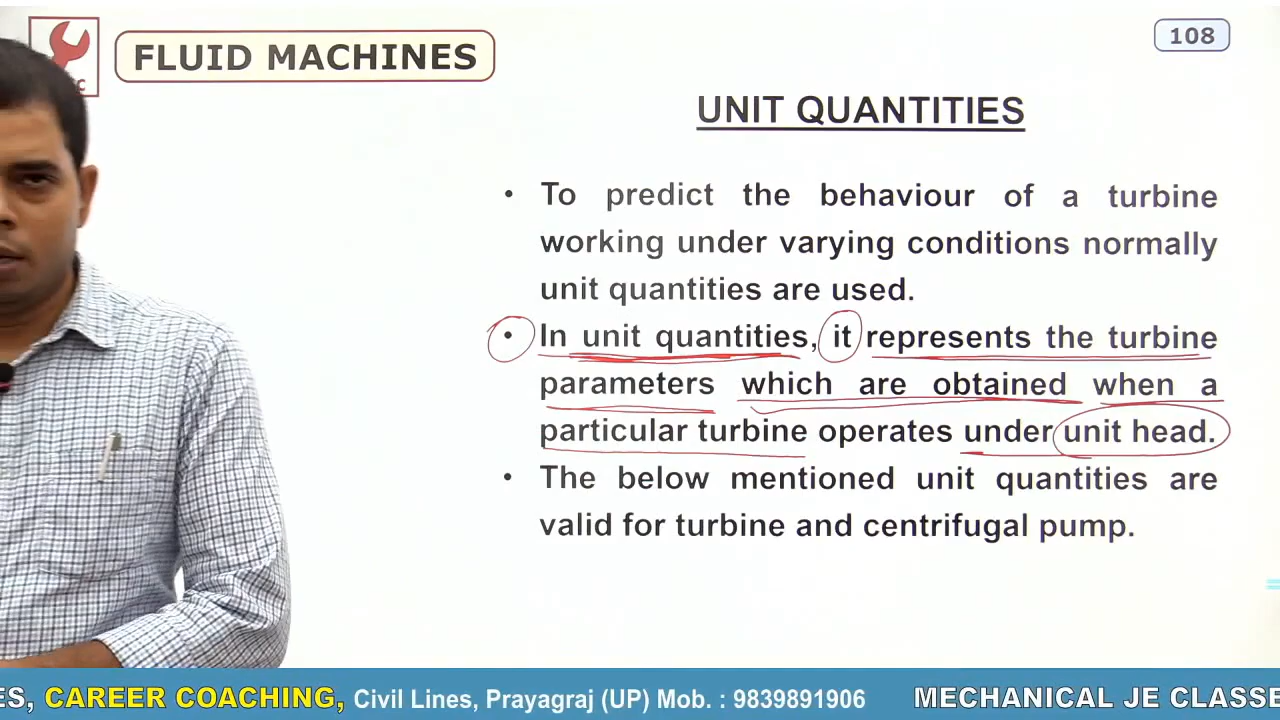 FLUID MACHINES
108
UNIT QUANTITIES
• To predict the behaviour of a turbine
working under varying conditions normally
unit quantities are used.
• In unit quantities, it represents the turbine
parameters which are obtained when a
particular turbine operates under unit head.
• The below mentioned unit quantities are
valid for turbine and centrifugal pump.
CAREER COACHING, Civil Lines, Prayagraj (UP) Mob. : 9839891906 MECHANICAL JE